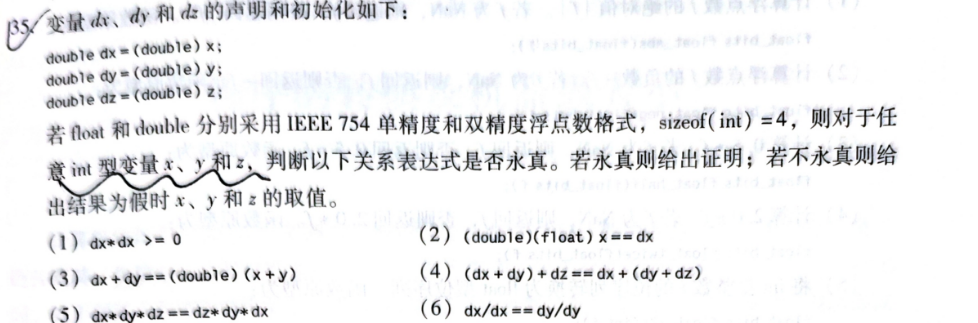 35. 变量 dx、dy 和 dz 的声明和初始化如下：
double dx = (double) x;
double dy = (double) y;
double dz = (double) z;
若 float 和 double 分别采用 IEEE 754 单精度和双精度浮点数格式，sizeof( int) = 4，则对于任
意 int 型变量 x、y 和 z，判断以下关系表达式是否永真。若永真则给出证明；若不永真则给
出结果为假时 x、y 和 z 的取值。
(1) dx*dx >= 0
(2) (double)(float) x == dx
(3) dx + dy == (double) (x + y)
(4) (dx + dy) + dz == dx + (dy + dz)
(5) dx*dy*dz == dz*dy*dx
(6) dx/dx == dy/dy